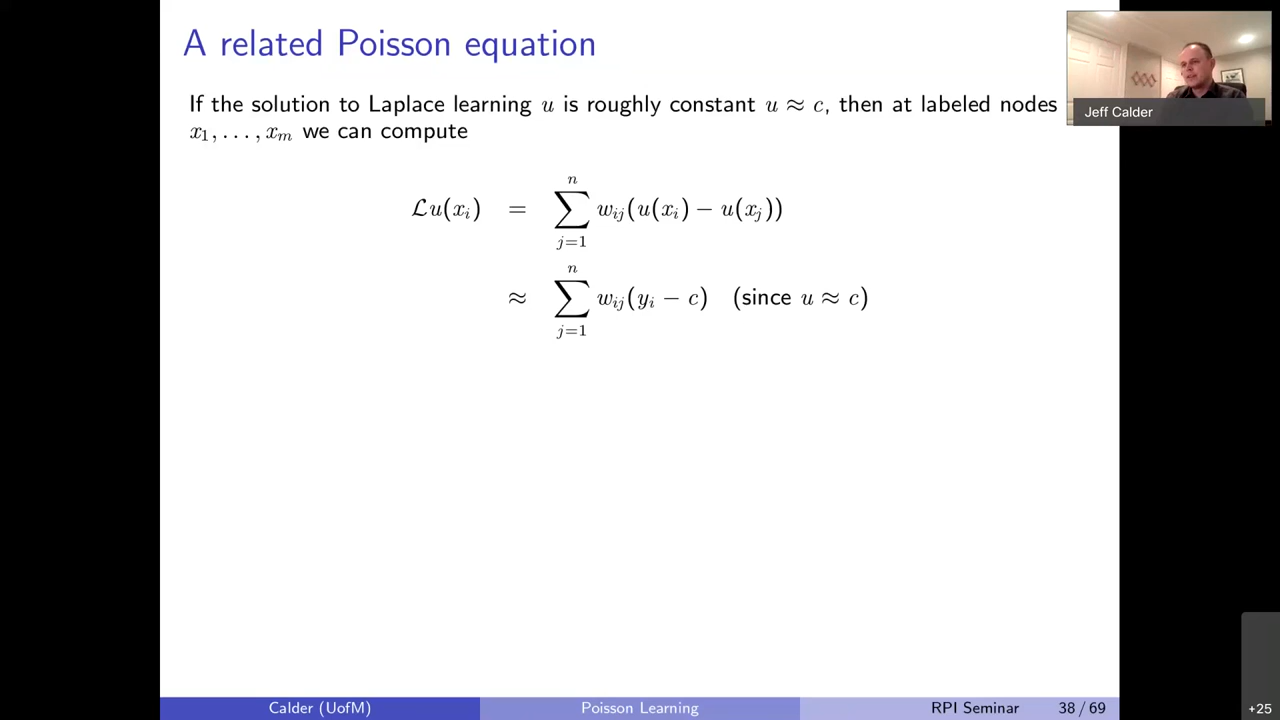 A related Poisson equation
If the solution to Laplace learning u is roughly constant u ≈ c, then at labeled nodes
x₁, . . . , xₘ we can compute
ℒu(xᵢ) = ∑ⱼ₌₁ⁿ wᵢⱼ(u(xᵢ) − u(xⱼ))
≈ ∑ⱼ₌₁ⁿ wᵢⱼ(yᵢ − c) (since u ≈ c)
Jeff Calder
Calder (UofM) Poisson Learning RPI Seminar 38 / 69
+25